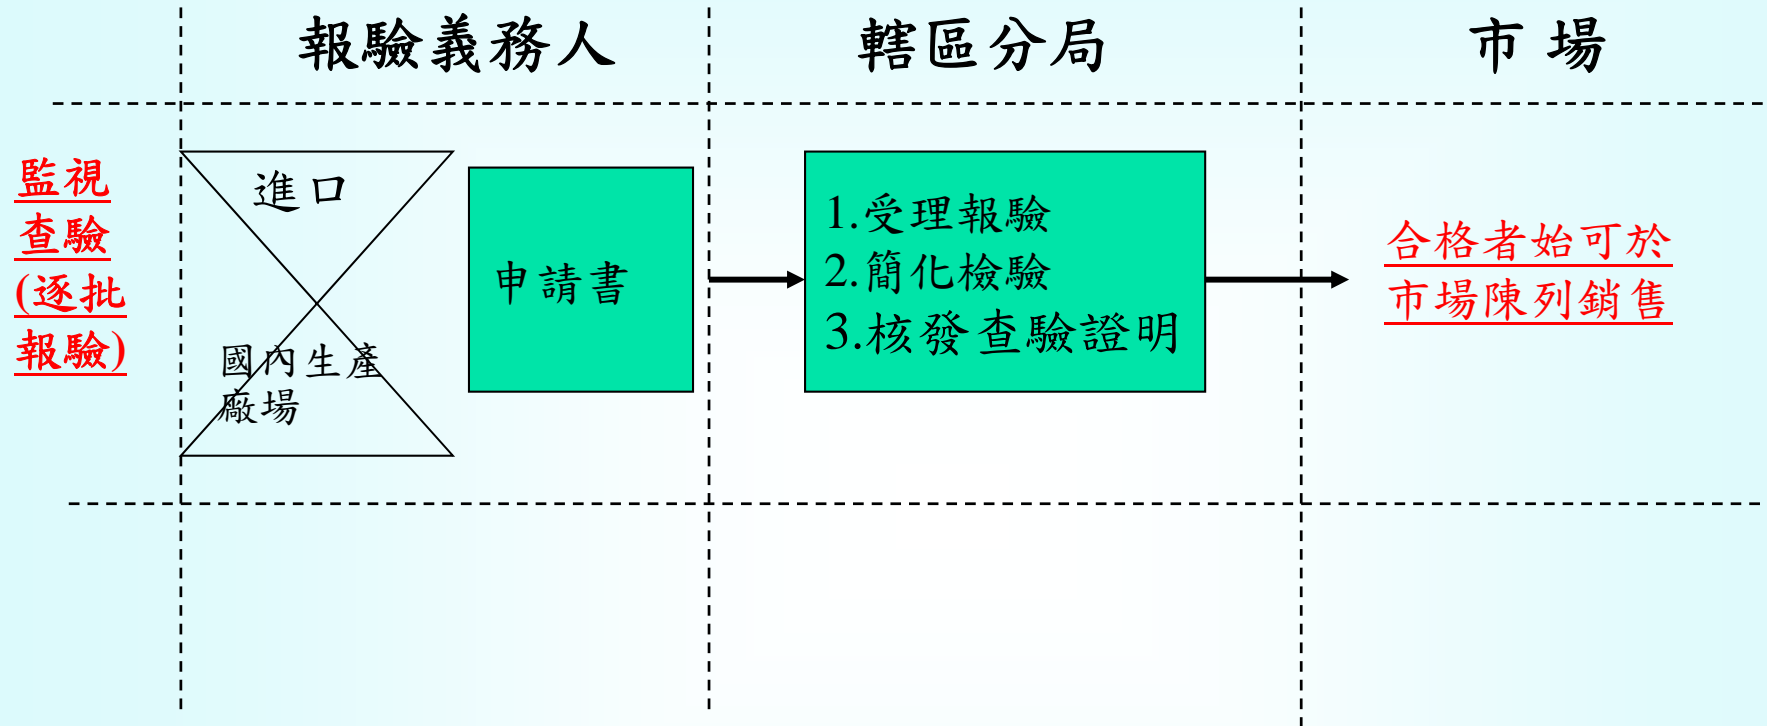 報驗義務人
轄區分局
市場
監視
查驗
(逐批
報驗)
進口
國內生產
廠場
申請書
1.受理報驗
2.簡化檢驗
3.核發查驗證明
合格者始可於
市場陳列銷售